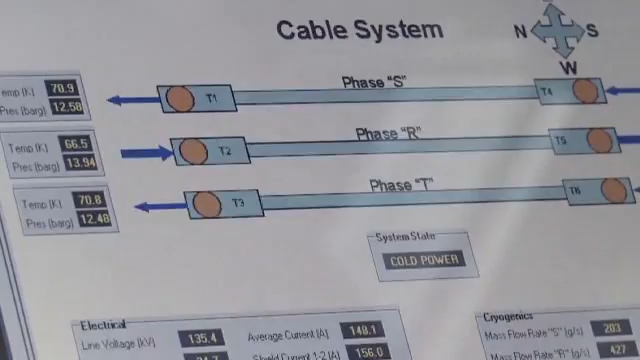 Cable System
N S
W
Temp (K) 70.9
Pres (barg) 12.58
T1 Phase "S" T4
Temp (K) 66.5
Pres (barg) 13.94
T2 Phase "R" T5
Temp (K) 70.8
Pres (barg) 12.48
T3 Phase "T" T6
System State
COLD POWER
Electrical
Line Voltage (kV) 135.4
Average Current (A) 148.1
Shield Current 1-2 (A) 156.0
Cryogenics
Mass Flow Rate "S" (g/s) 203
Mass Flow Rate "R" (g/s) 427